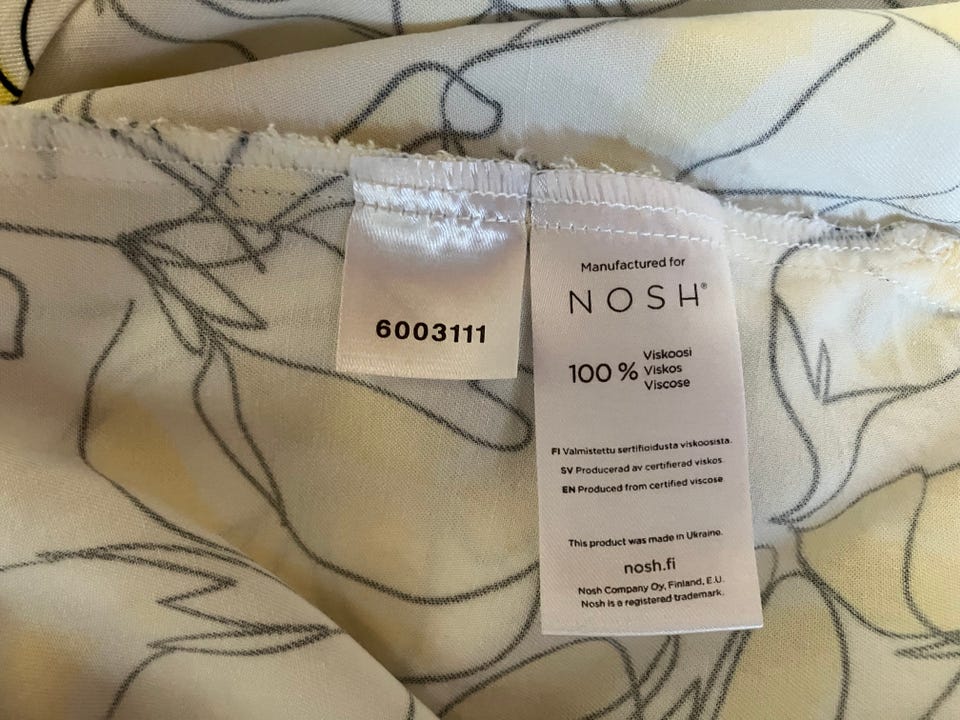 6003111
Manufactured for
NOSH®
100 % Viskoosi
Viskos
Viscose
FI Valmistettu sertifioidusta viskoosista.
SV Producerad av certifierad viskos.
EN Produced from certified viscose.
This product was made in Ukraine.
nosh.fi
Nosh Company Oy, Finland, E.U.
Nosh is a registered trademark.